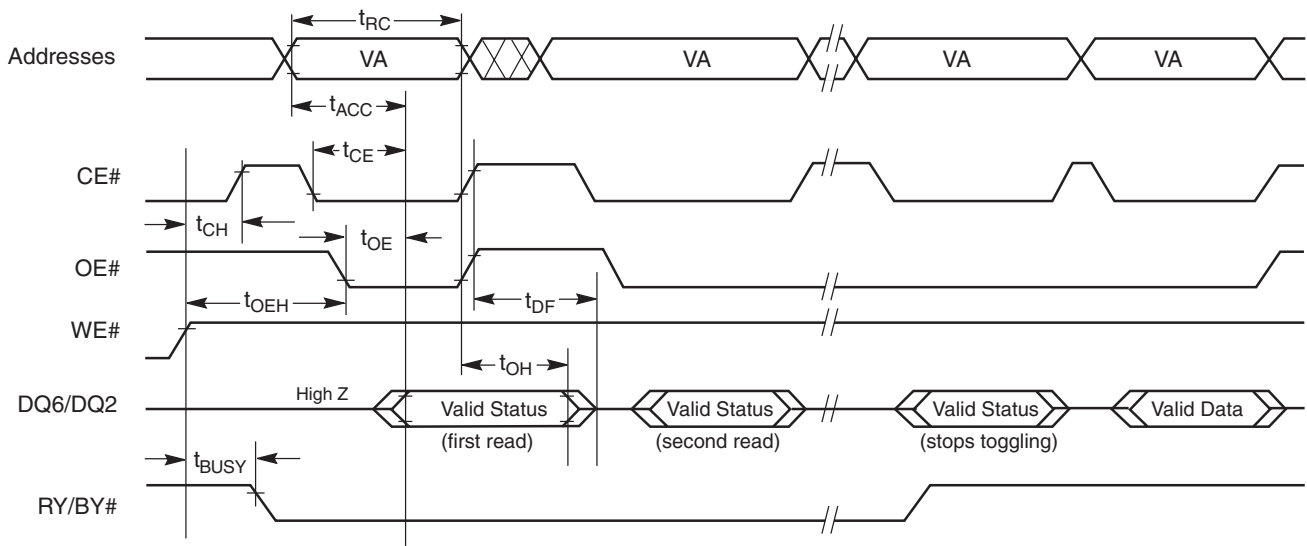 tRC
Addresses VA VA VA VA
tACC
tCE
CE#
tCH
tOE
OE#
tOEH
tDF
WE#
tOH
High Z
DQ6/DQ2 Valid Status Valid Status Valid Status Valid Data
(first read) (second read) (stops toggling)
tBUSY
RY/BY#